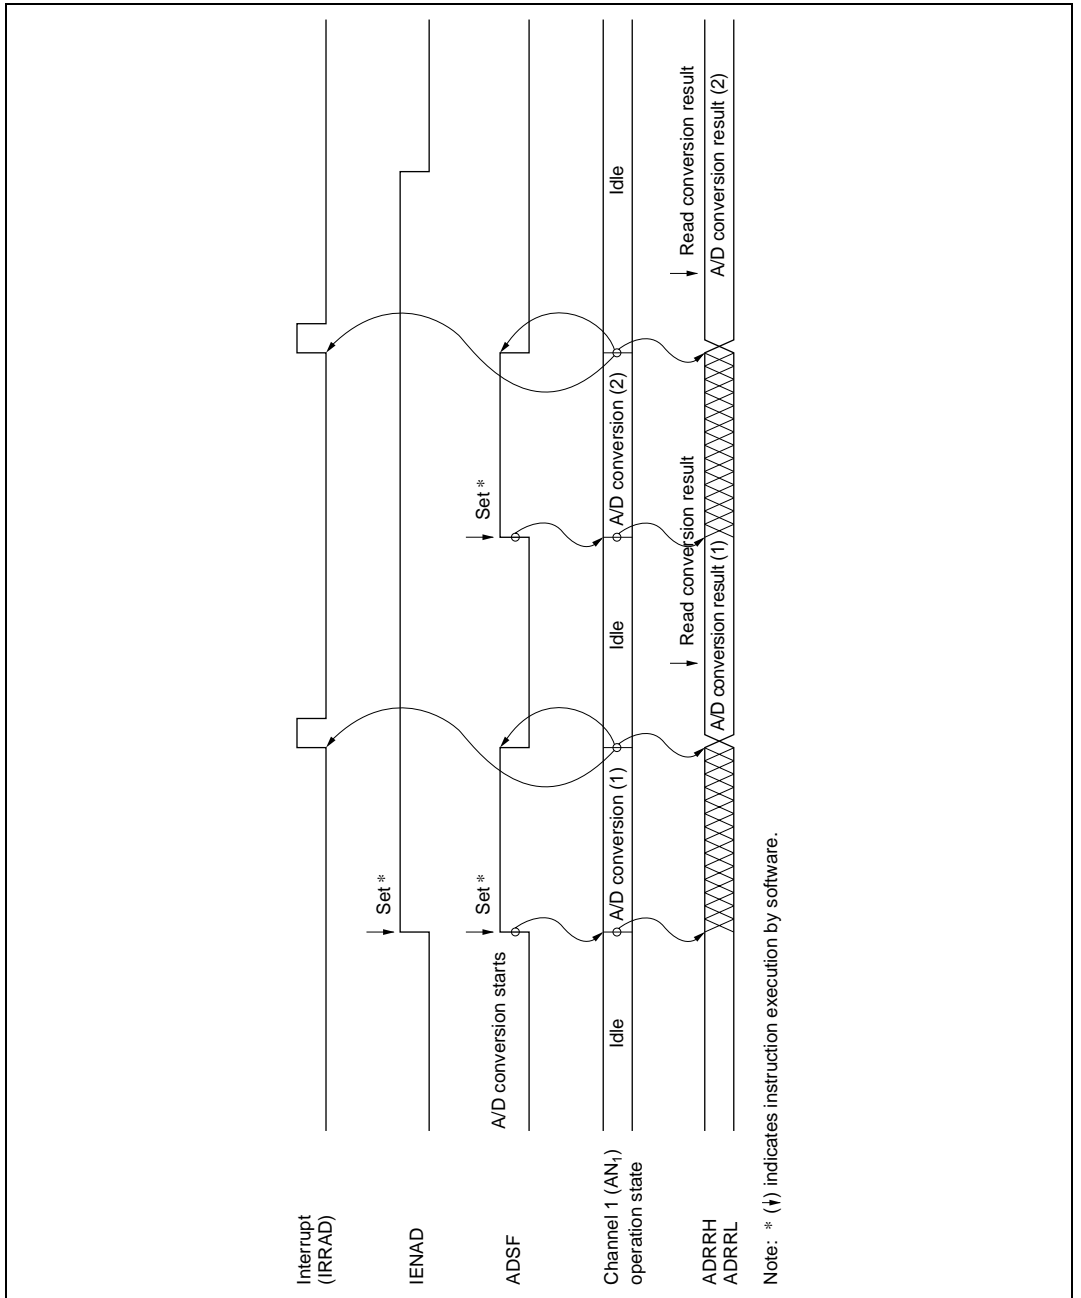 Interrupt
(IRRAD)
IENAD
Set *
ADSF
A/D conversion starts
Set *
Set *
Channel 1 (AN₁)
operation state
Idle
A/D conversion (1)
Idle
A/D conversion (2)
Idle
Read conversion result
Read conversion result
ADRRH
ADRRL
A/D conversion result (1)
A/D conversion result (2)
Note: * (↓) indicates instruction execution by software.